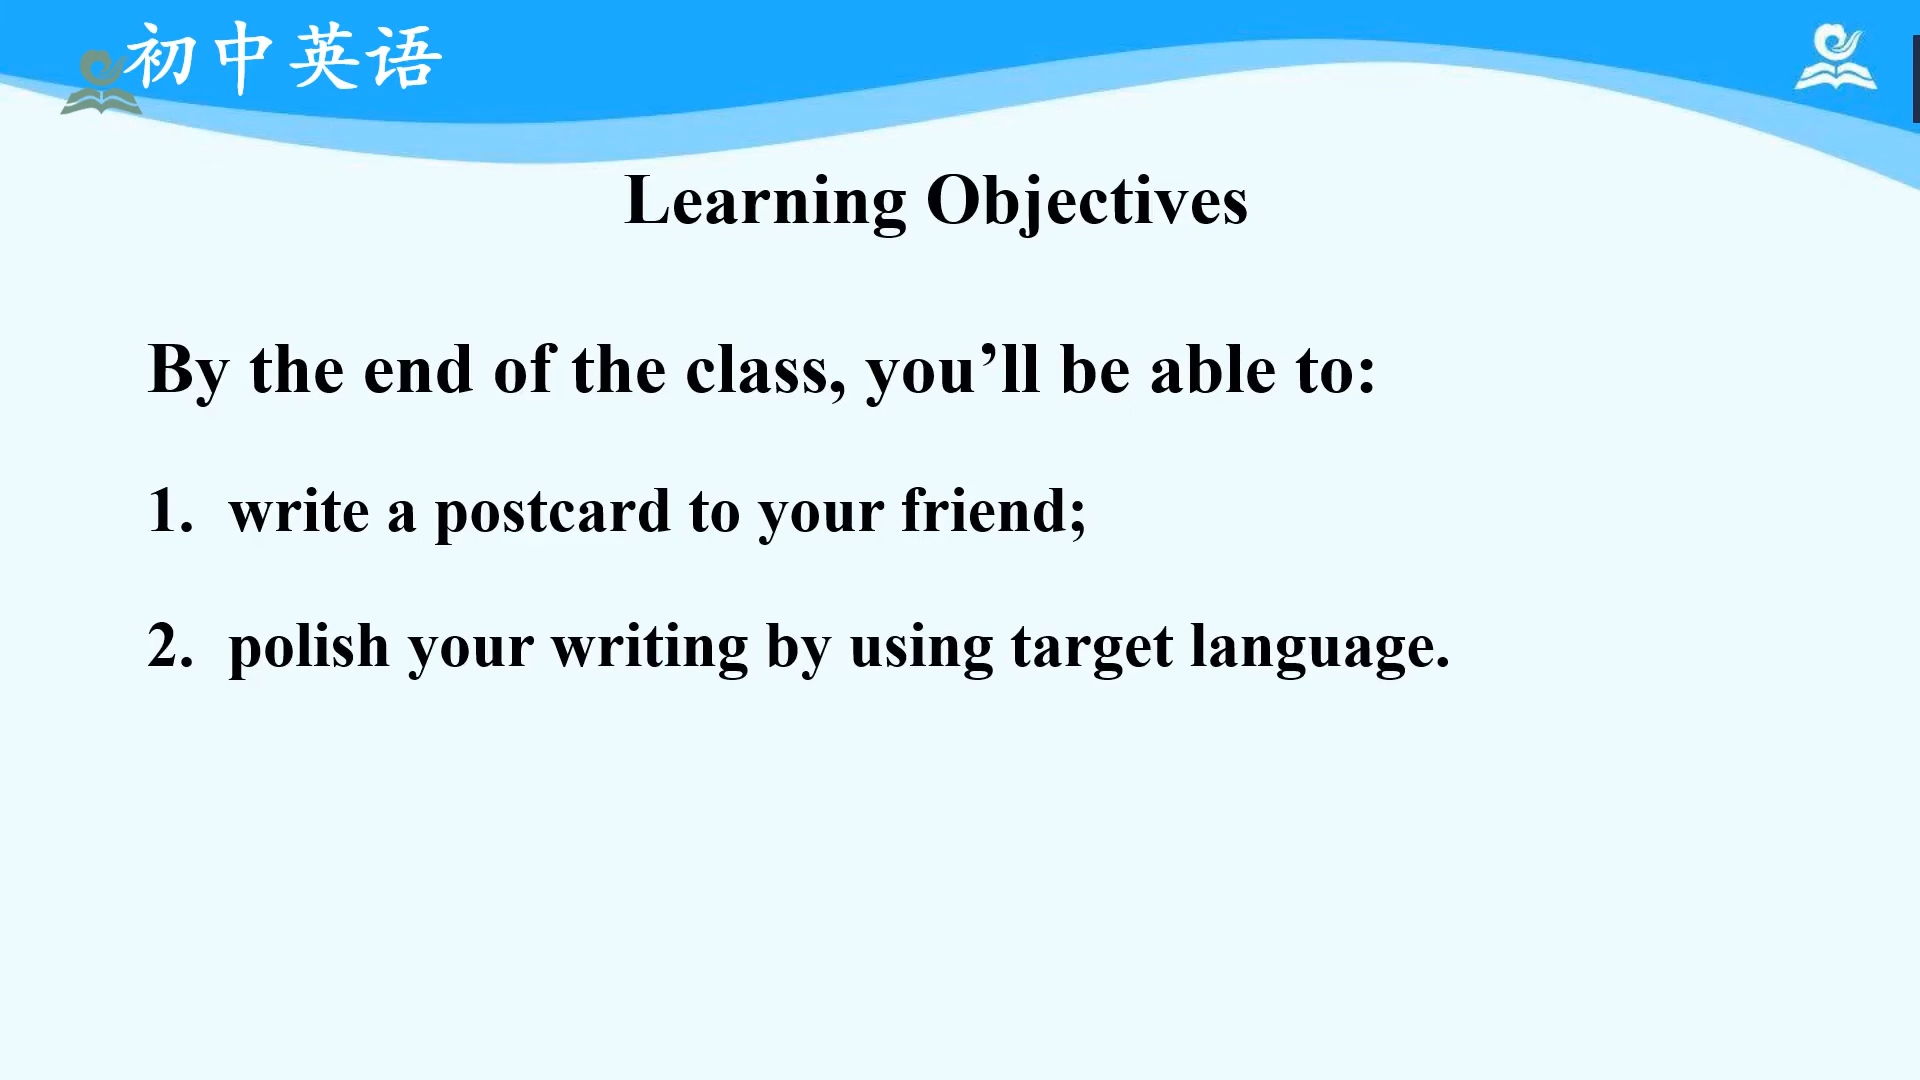 初中英语
Learning Objectives
By the end of the class, you’ll be able to:
1. write a postcard to your friend;
2. polish your writing by using target language.